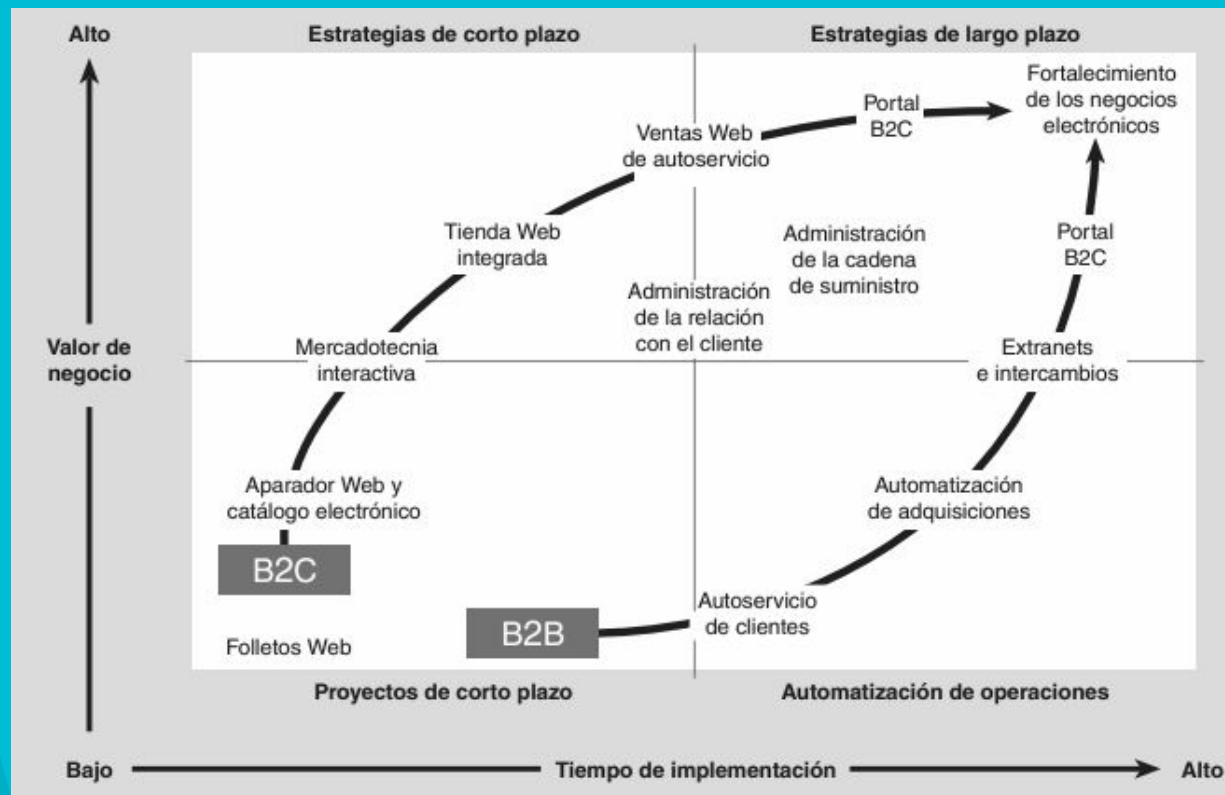 Alto
Estrategias de corto plazo
Estrategias de largo plazo
Fortalecimiento
de los negocios
electrónicos
Portal
B2C
Ventas Web
de autoservicio
Tienda Web
integrada
Administración
de la cadena
de suministro
Portal
B2C
Administración
de la relación
con el cliente
Valor de
negocio
Mercadotecnia
interactiva
Extranets
e intercambios
Aparador Web y
catálogo electrónico
Automatización
de adquisiciones
B2C
Autoservicio
de clientes
B2B
Folletos Web
Proyectos de corto plazo
Automatización de operaciones
Bajo
Tiempo de implementación
Alto